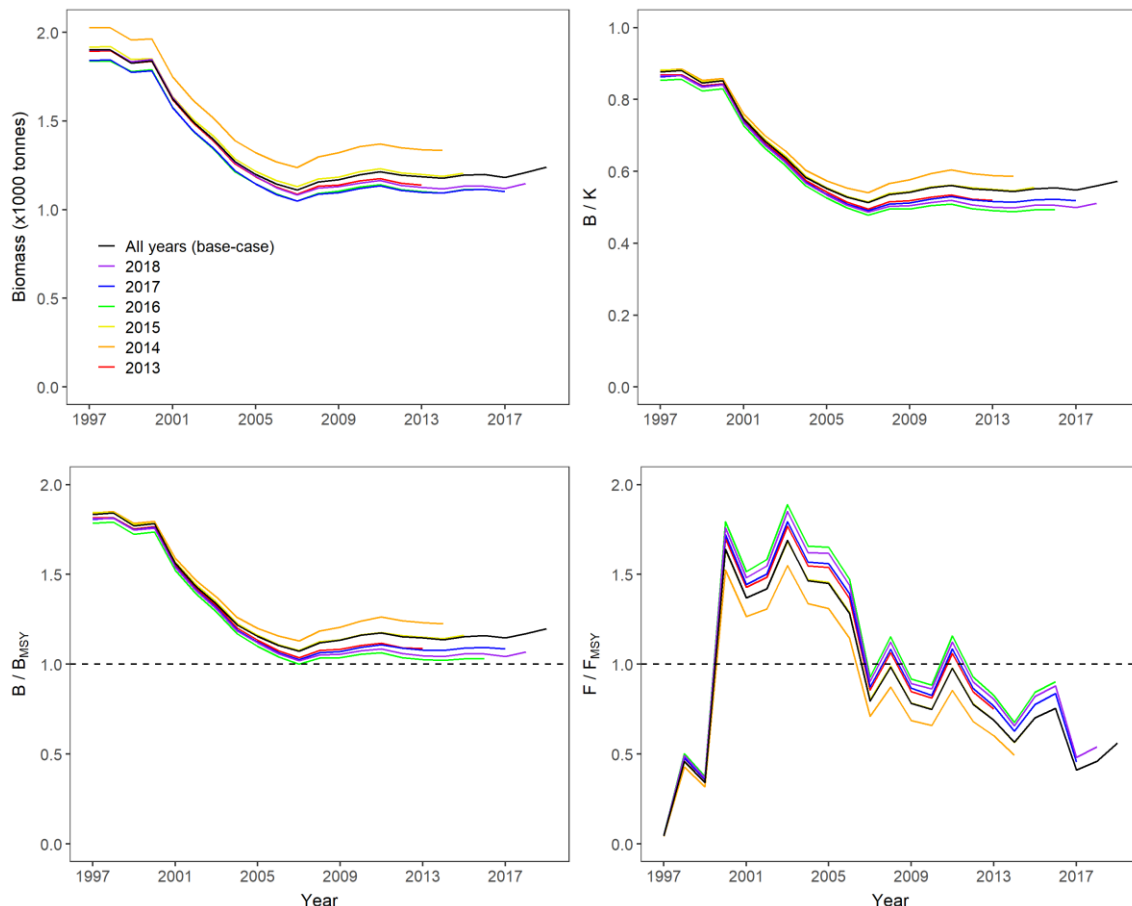 Biomass (x1000 tonnes)
2.0
1.5
1.0
0.5
0.0
All years (base-case)
2018
2017
2016
2015
2014
2013
1997 2001 2005 2009 2013 2017
B / K
1.0
0.8
0.6
0.4
0.2
0.0
1997 2001 2005 2009 2013 2017
B / BMSY
2.0
1.5
1.0
0.5
0.0
1997 2001 2005 2009 2013 2017
Year
F / FMSY
2.0
1.5
1.0
0.5
0.0
1997 2001 2005 2009 2013 2017
Year